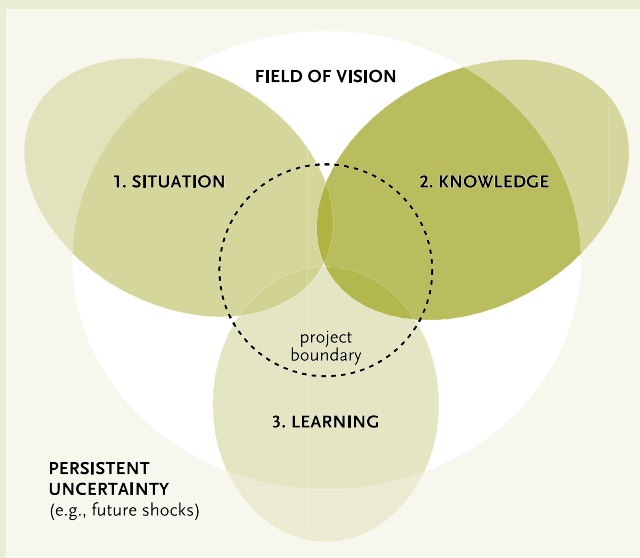 FIELD OF VISION
1. SITUATION
2. KNOWLEDGE
project
boundary
3. LEARNING
PERSISTENT
UNCERTAINTY
(e.g., future shocks)